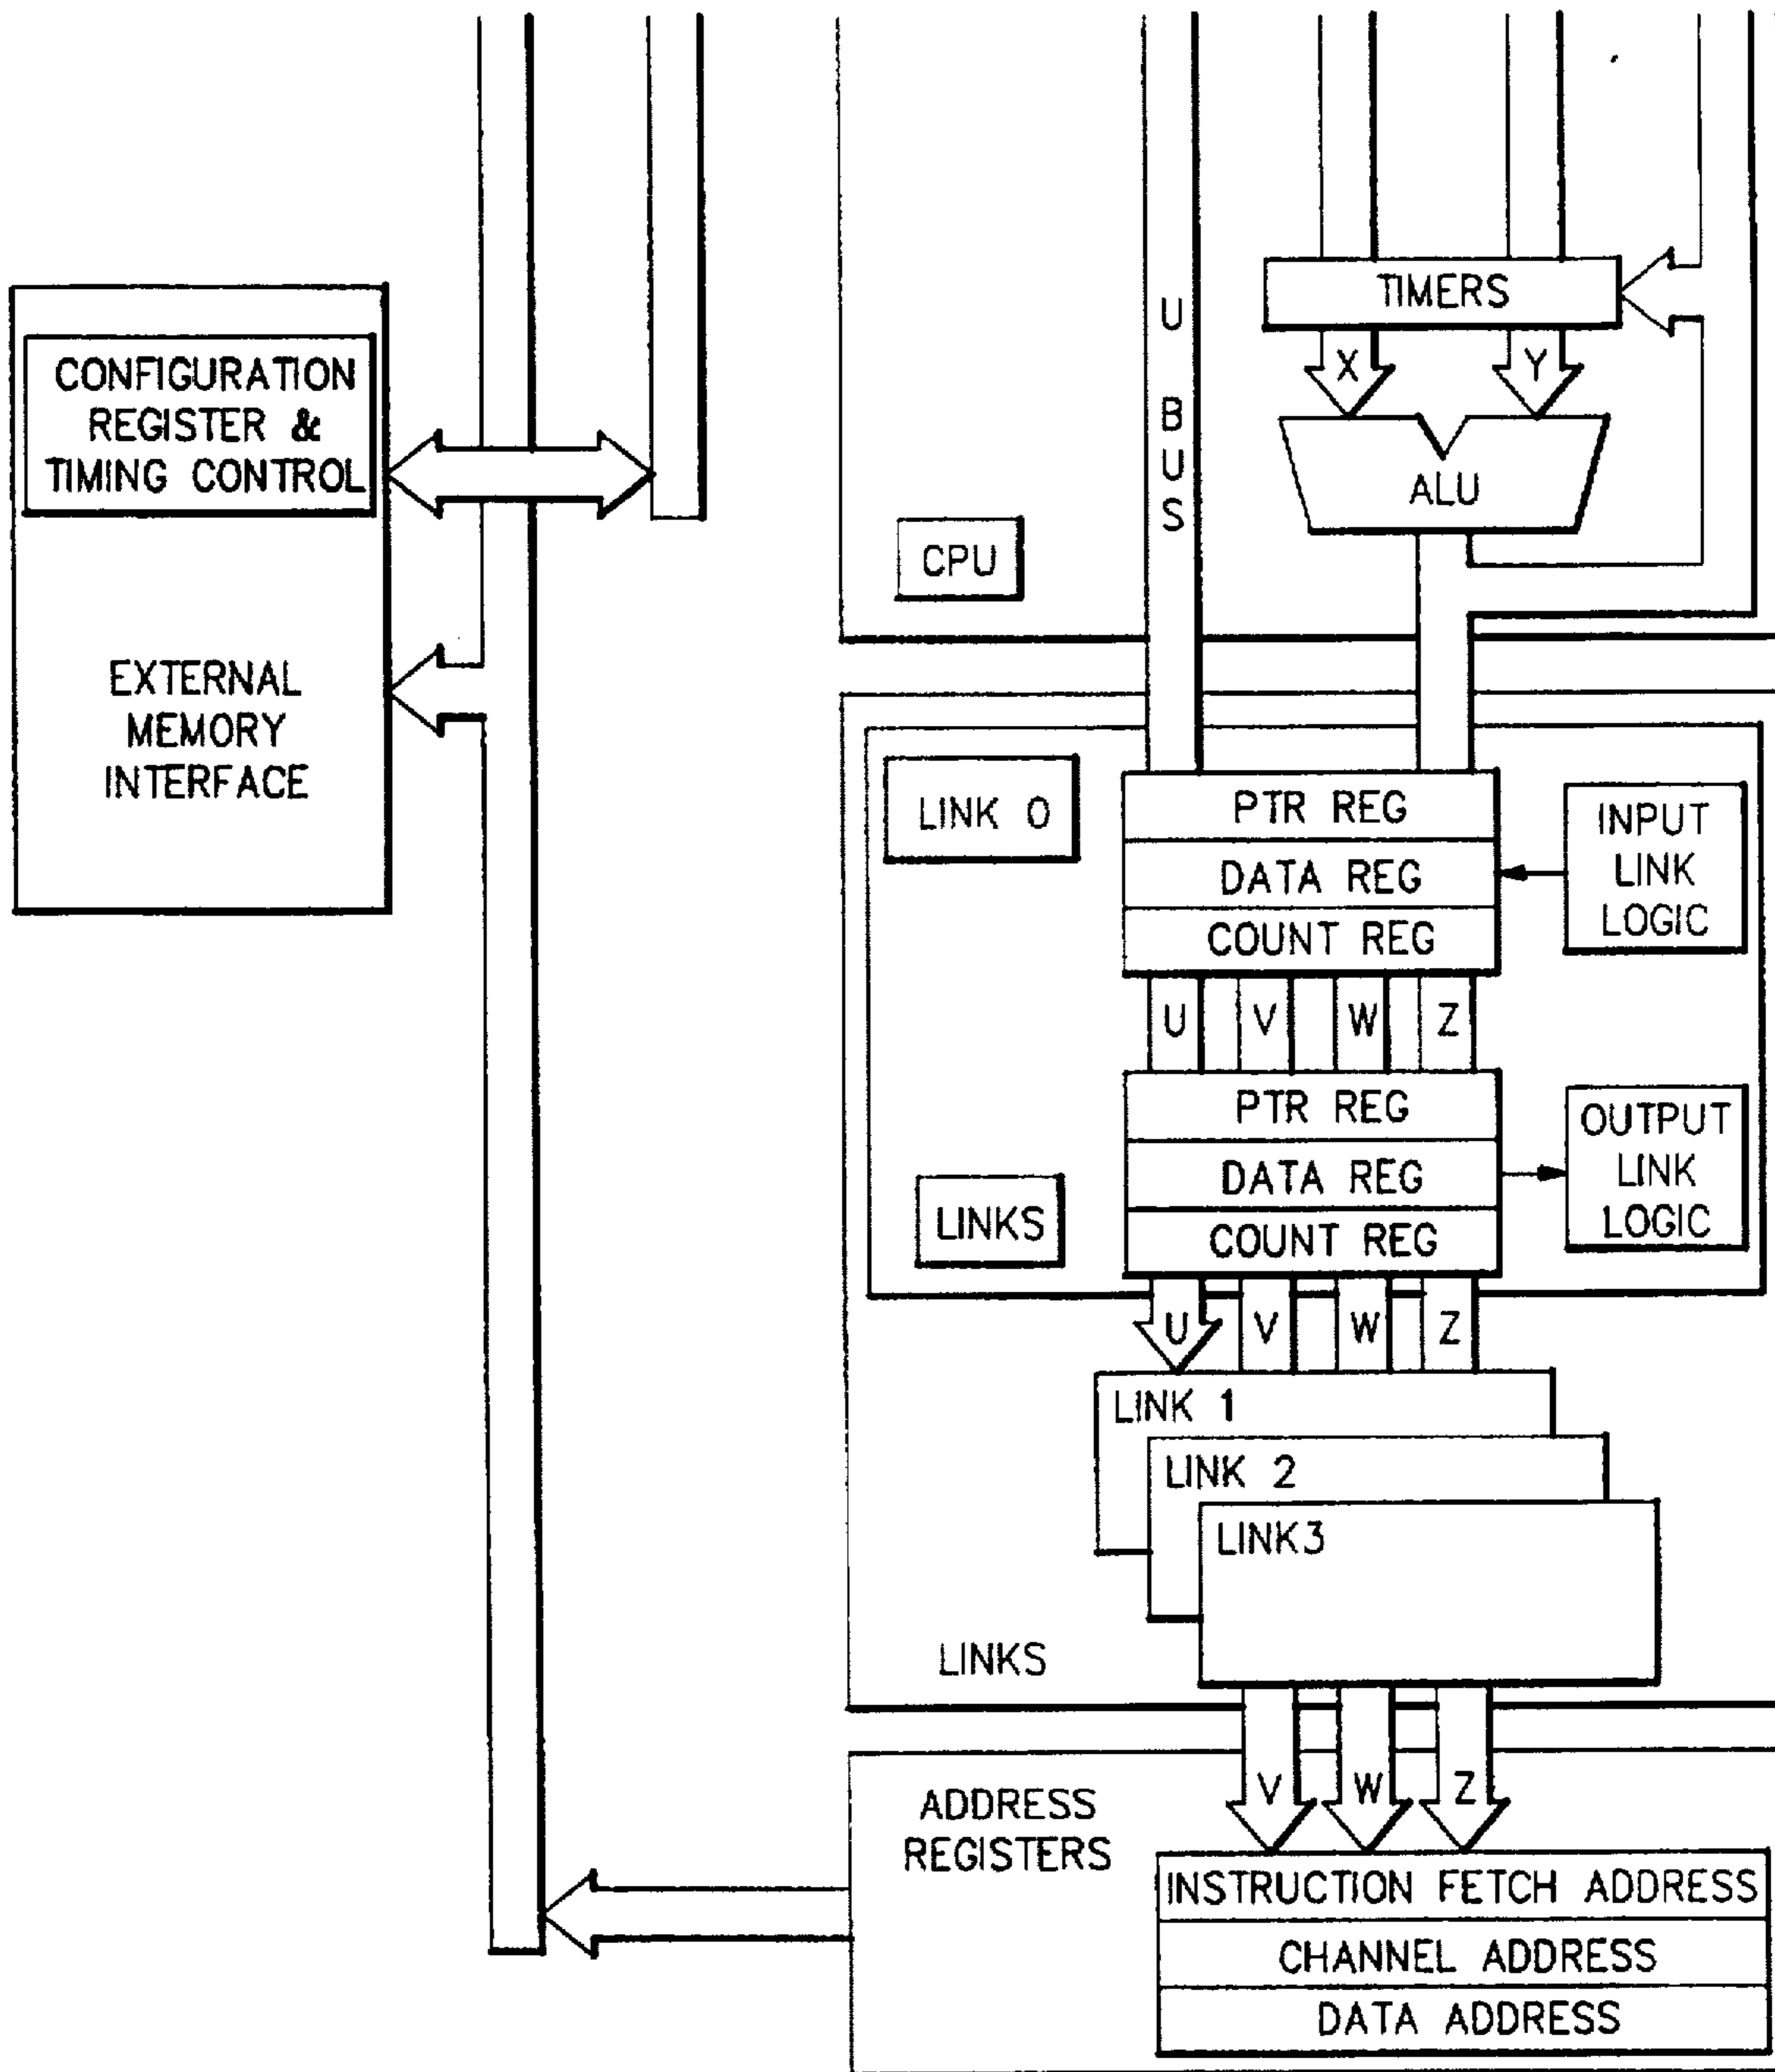 CONFIGURATION
REGISTER &
TIMING CONTROL
EXTERNAL
MEMORY
INTERFACE
U BUS
TIMERS
X
Y
ALU
CPU
LINK 0
PTR REG
DATA REG
COUNT REG
INPUT
LINK
LOGIC
U V W Z
PTR REG
DATA REG
COUNT REG
OUTPUT
LINK
LOGIC
LINKS
U V W Z
LINK 1
LINK 2
LINK3
LINKS
V W Z
ADDRESS
REGISTERS
INSTRUCTION FETCH ADDRESS
CHANNEL ADDRESS
DATA ADDRESS